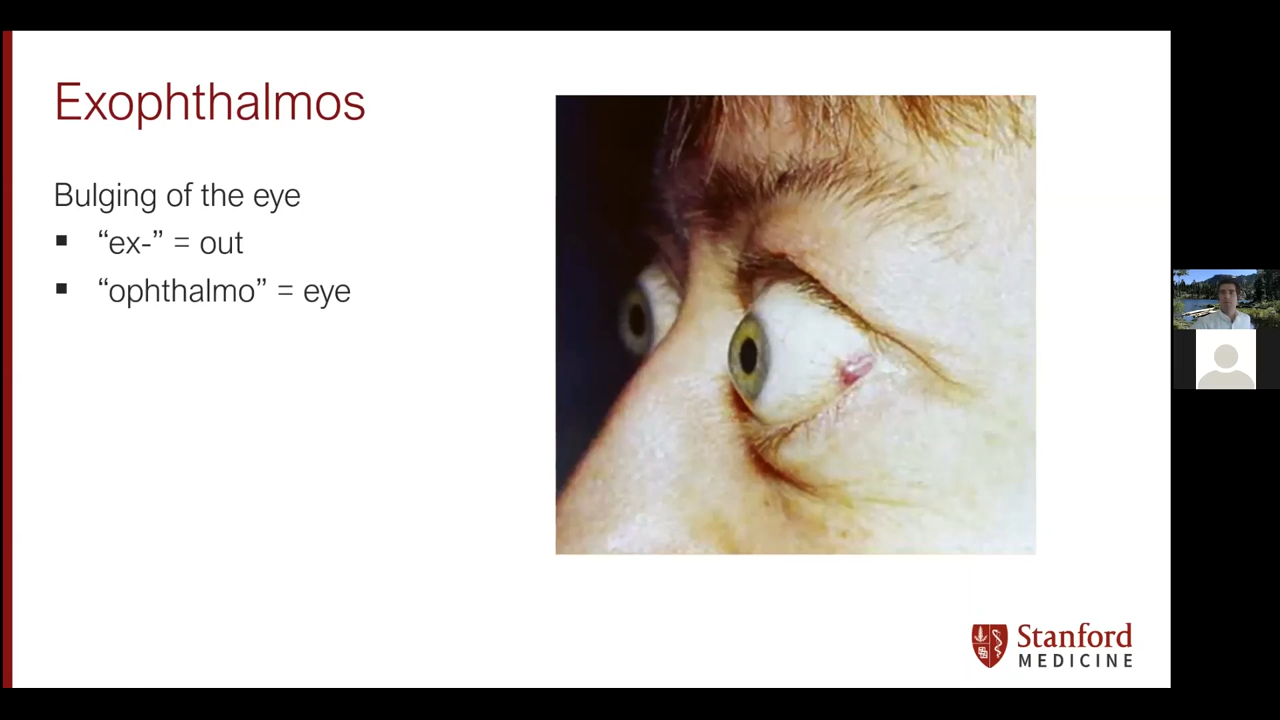 Exophthalmos
Bulging of the eye
▪ “ex-” = out
▪ “ophthalmo” = eye
Stanford
MEDICINE